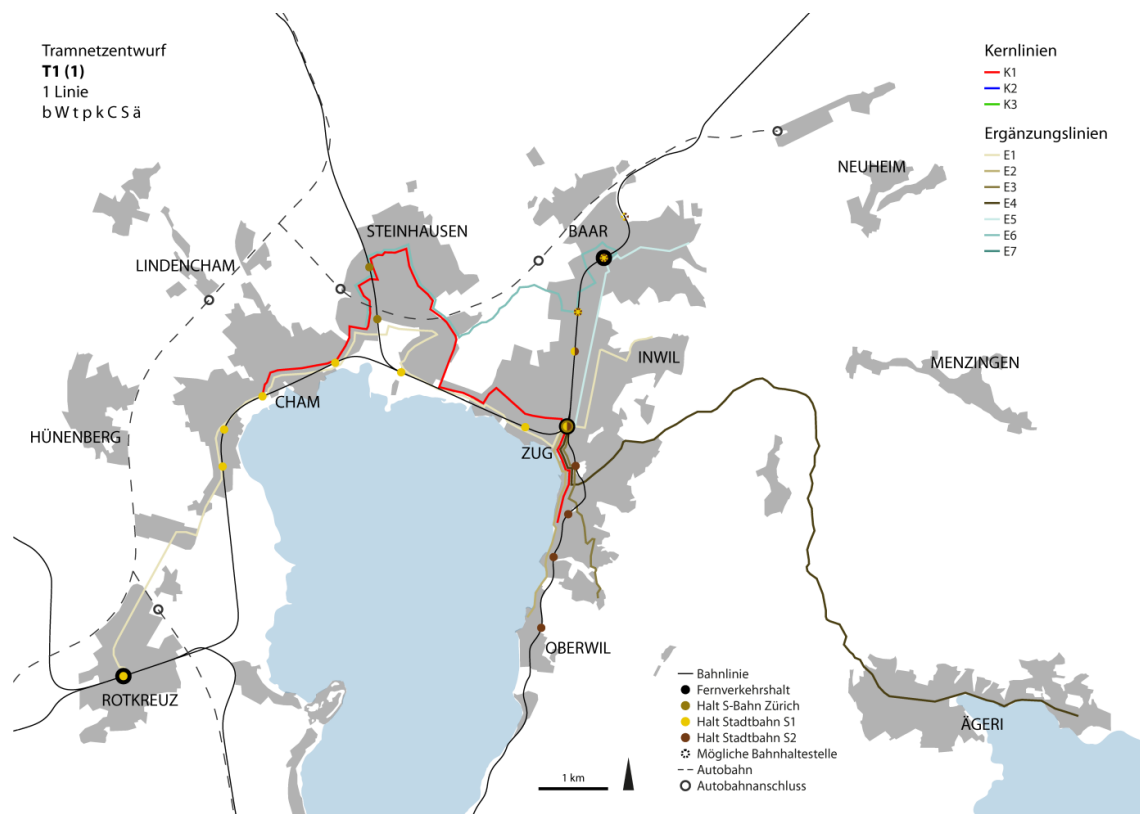 Tramnetzentwurf
T1 (1)
1 Linie
b W t p k C S ä
Kernlinien
K1
K2
K3
Ergänzungslinien
E1
E2
E3
E4
E5
E6
E7
NEUHEIM
STEINHAUSEN
BAAR
LINDENCHAM
INWIL
MENZINGEN
CHAM
HÜNENBERG
ZUG
OBERWIL
ROTKREUZ
ÄGERI
Bahnlinie
Fernverkehrshalt
Halt S-Bahn Zürich
Halt Stadtbahn S1
Halt Stadtbahn S2
Mögliche Bahnhaltestelle
Autobahn
Autobahnanschluss
1 km